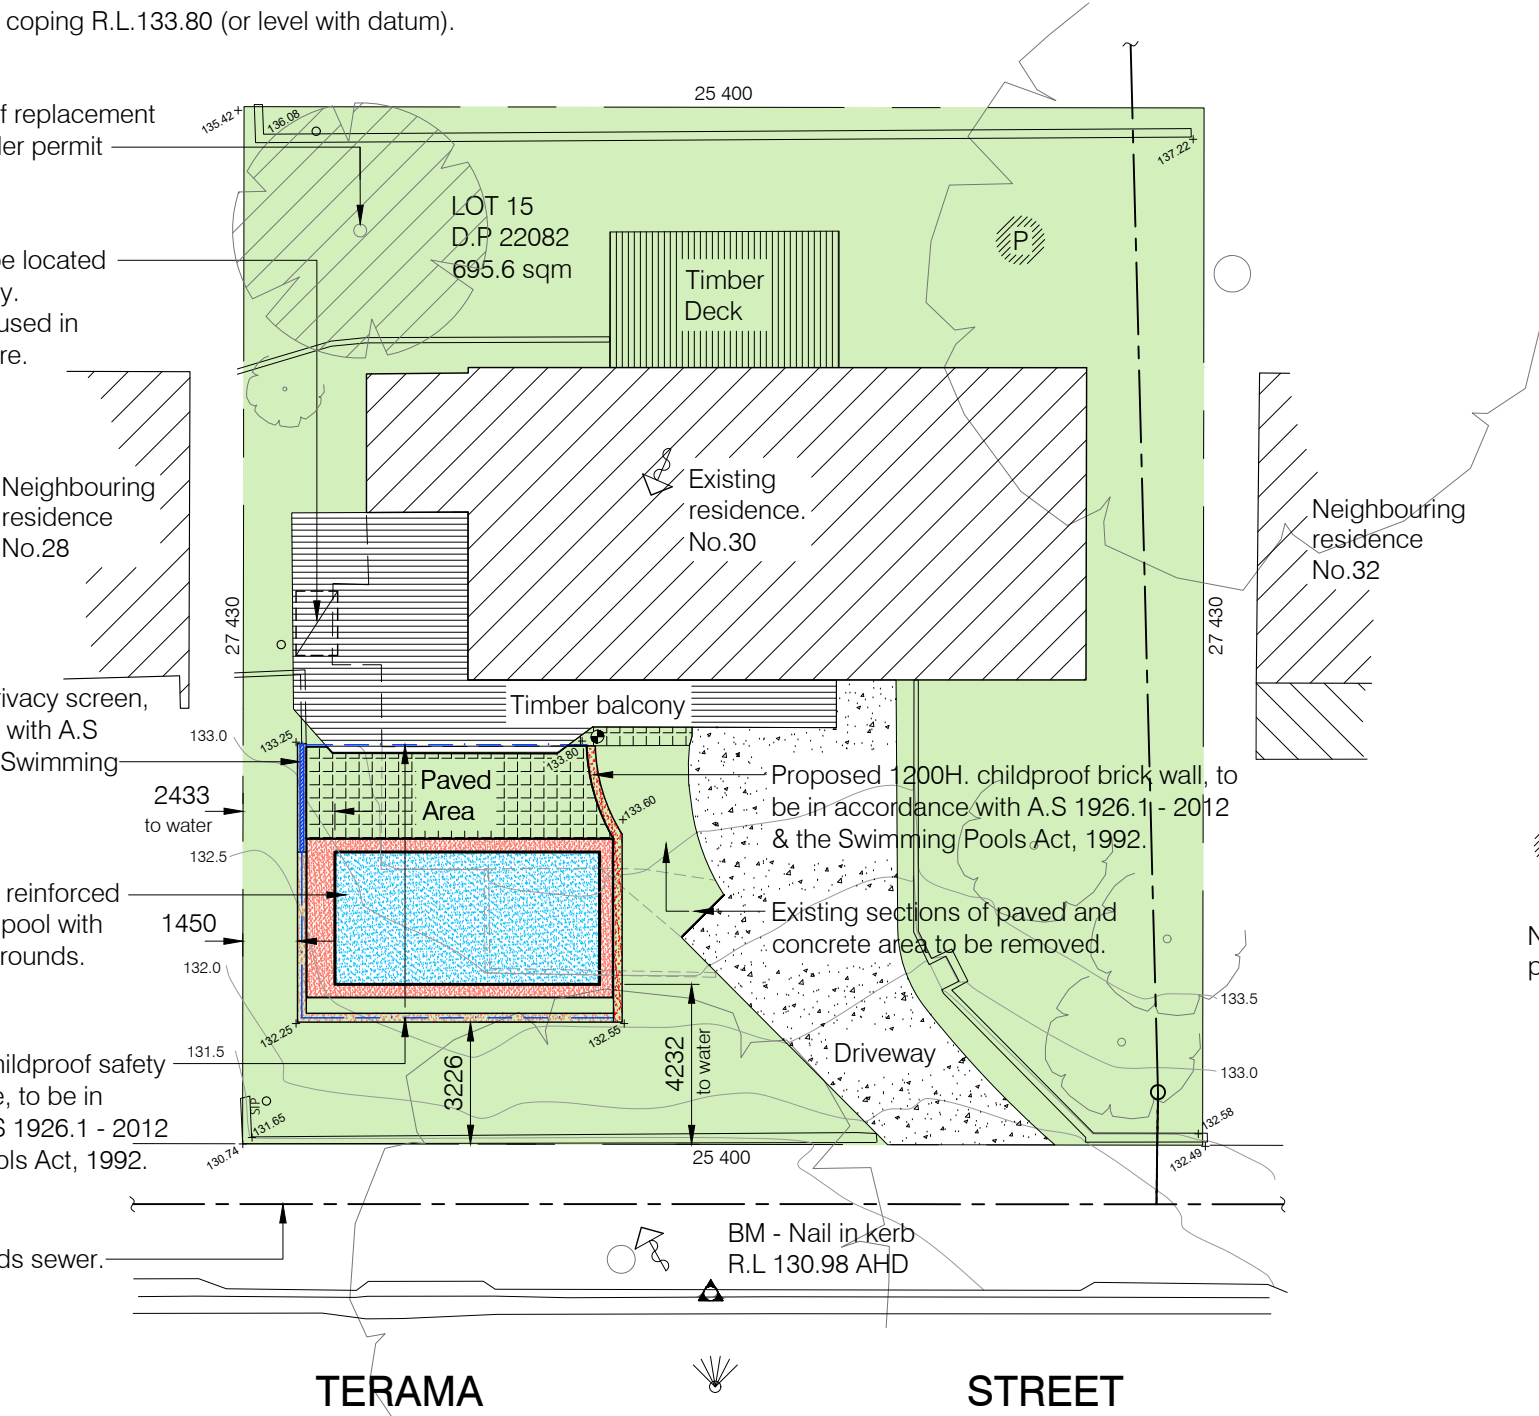 coping R.L.133.80 (or level with datum).
25 400
f replacement
er permit
135.42
136.08
137.22
LOT 15
D.P 22082
695.6 sqm
P
e located
y.
used in
re.
Timber
Deck
Neighbouring
residence
No.28
Existing
residence.
No.30
Neighbouring
residence
No.32
27 430
27 430
rivacy screen,
with A.S
Swimming
Timber balcony
133.0
133.25
133.80
Paved
Area
Proposed 1200H. childproof brick wall, to
be in accordance with A.S 1926.1 - 2012
& the Swimming Pools Act, 1992.
2433
to water
133.60
132.5
reinforced
pool with
rounds.
1450
Existing sections of paved and
concrete area to be removed.
N
p
132.0
133.5
132.25
132.55
131.5
hildproof safety
e, to be in
S 1926.1 - 2012
ols Act, 1992.
3226
4232
to water
Driveway
133.0
STP
131.65
132.58
130.74
132.49
25 400
ds sewer.
BM - Nail in kerb
R.L 130.98 AHD
TERAMA STREET